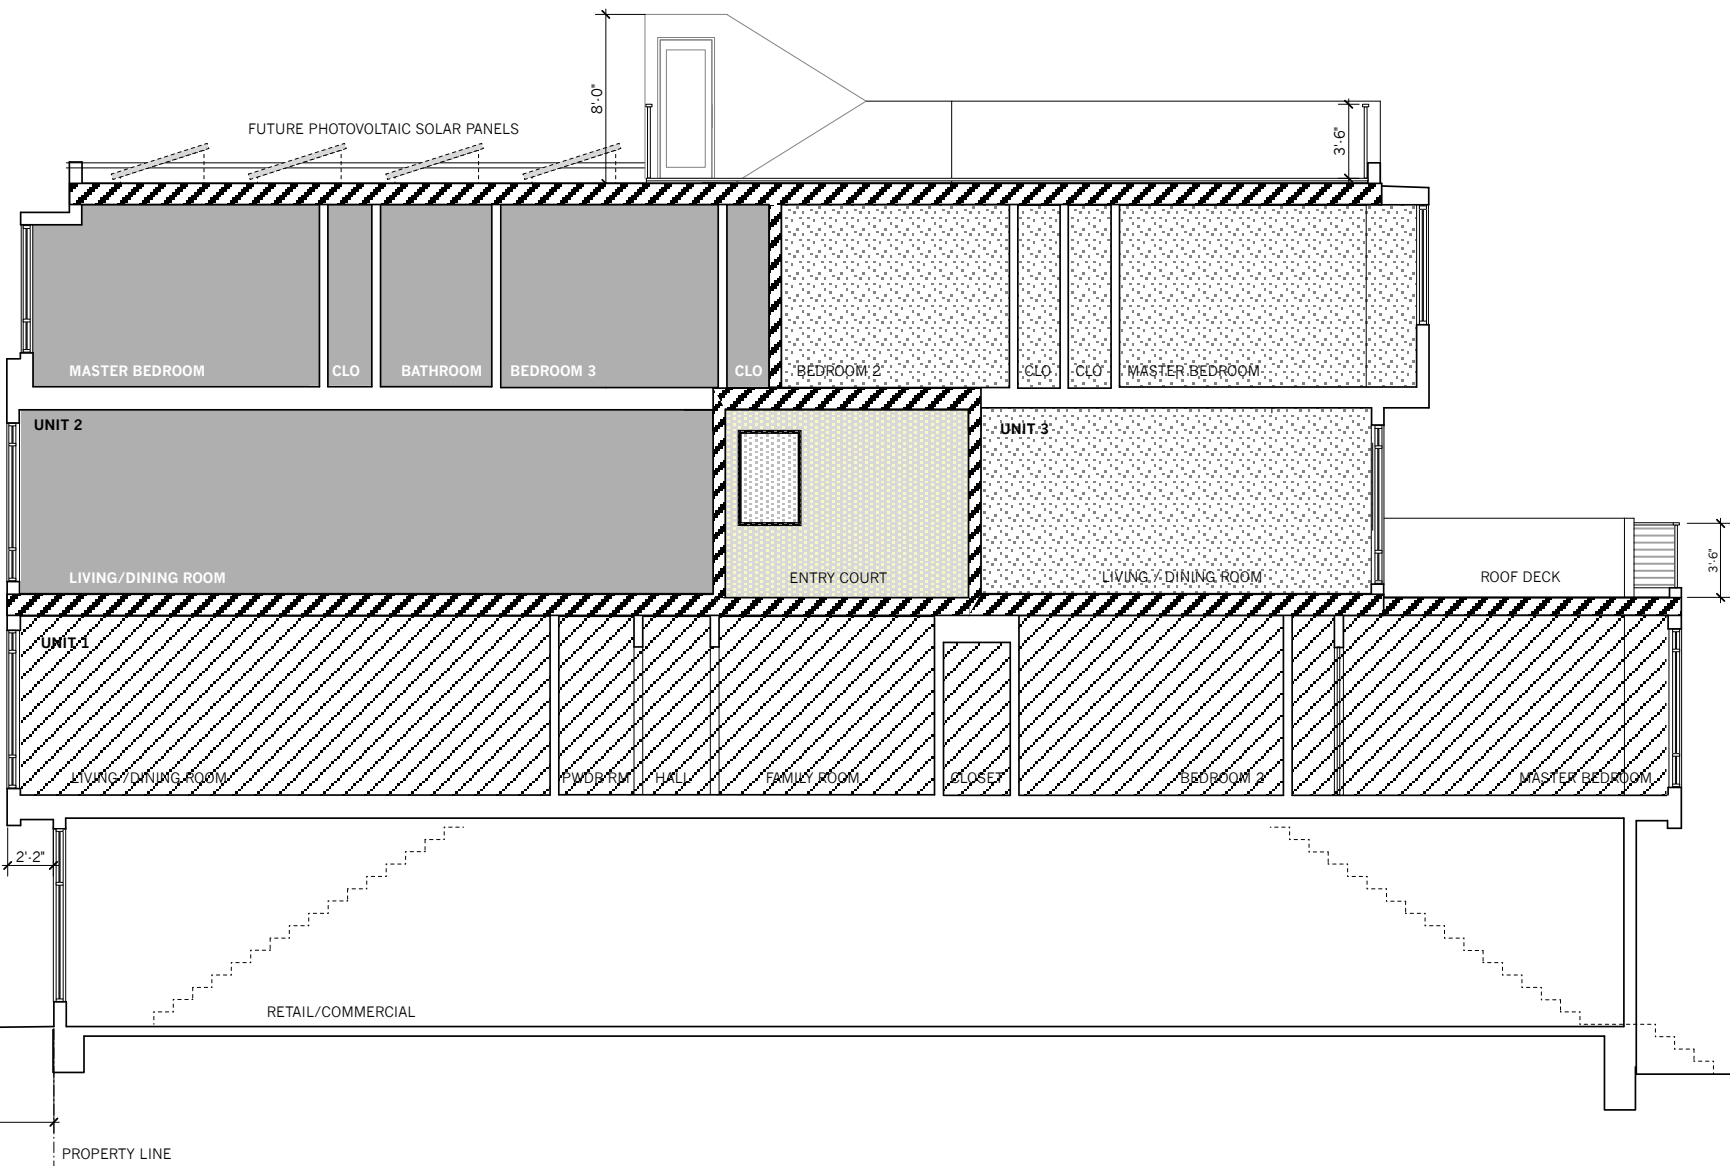 8'-0"
FUTURE PHOTOVOLTAIC SOLAR PANELS
3'-6"
MASTER BEDROOM
CLO
BATHROOM
BEDROOM 3
CLO
BEDROOM 2
CLO
CLO
MASTER BEDROOM
UNIT 2
UNIT 3
LIVING/DINING ROOM
ENTRY COURT
LIVING / DINING ROOM
ROOF DECK
3'-6"
UNIT 1
LIVING /DINING ROOM
PWDR RM
HALL
FAMILY ROOM
CLOSET
BEDROOM 2
MASTER BEDROOM
2'-2"
RETAIL/COMMERCIAL
PROPERTY LINE